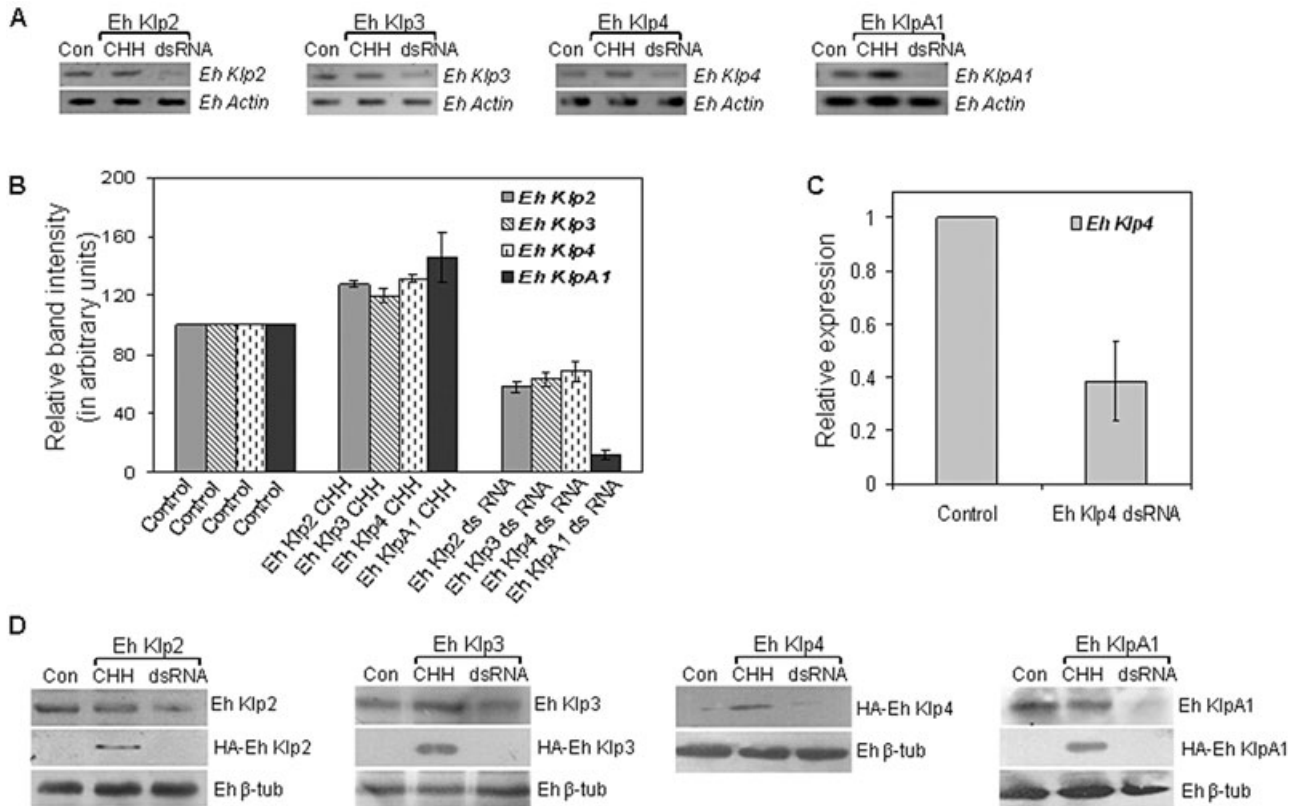 A
Eh Klp2
Con CHH dsRNA
Eh Klp2
Eh Actin
Eh Klp3
Con CHH dsRNA
Eh Klp3
Eh Actin
Eh Klp4
Con CHH dsRNA
Eh Klp4
Eh Actin
Eh KlpA1
Con CHH dsRNA
Eh KlpA1
Eh Actin
B
Relative band intensity
(in arbitrary units)
200
160
120
80
40
0
Eh Klp2
Eh Klp3
Eh Klp4
Eh KlpA1
Control
Control
Control
Control
Eh Klp2 CHH
Eh Klp3 CHH
Eh Klp4 CHH
Eh KlpA1 CHH
Eh Klp2 ds RNA
Eh Klp3 ds RNA
Eh Klp4 ds RNA
Eh KlpA1 ds RNA
C
Relative expression
1
0.8
0.6
0.4
0.2
0
Eh Klp4
Control
Eh Klp4 dsRNA
D
Eh Klp2
Con CHH dsRNA
Eh Klp2
HA-Eh Klp2
Eh β-tub
Eh Klp3
Con CHH dsRNA
Eh Klp3
HA-Eh Klp3
Eh β-tub
Eh Klp4
Con CHH dsRNA
HA-Eh Klp4
Eh β-tub
Eh KlpA1
Con CHH dsRNA
Eh KlpA1
HA-Eh KlpA1
Eh β-tub